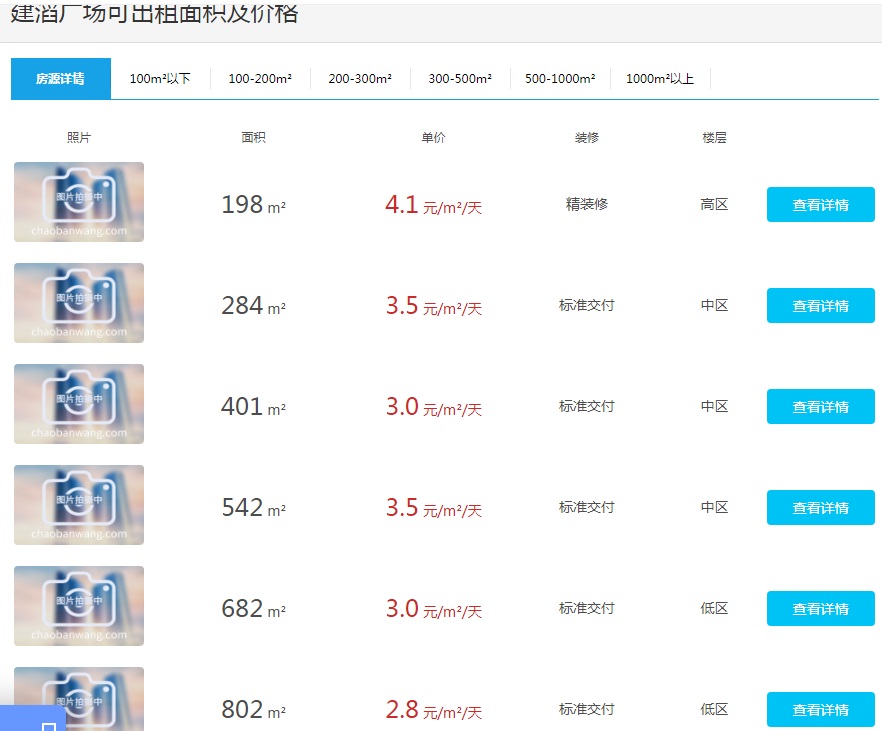 建滔广场可出租面积及价格
房源详情 100m²以下 100-200m² 200-300m² 300-500m² 500-1000m² 1000m²以上
照片 面积 单价 装修 楼层
图片拍摄中
chaobanwang.com
198 m² 4.1 元/m²/天 精装修 高区 查看详情
图片拍摄中
chaobanwang.com
284 m² 3.5 元/m²/天 标准交付 中区 查看详情
图片拍摄中
chaobanwang.com
401 m² 3.0 元/m²/天 标准交付 中区 查看详情
图片拍摄中
chaobanwang.com
542 m² 3.5 元/m²/天 标准交付 中区 查看详情
图片拍摄中
chaobanwang.com
682 m² 3.0 元/m²/天 标准交付 低区 查看详情
图片拍摄中
802 m² 2.8 元/m²/天 标准交付 低区 查看详情